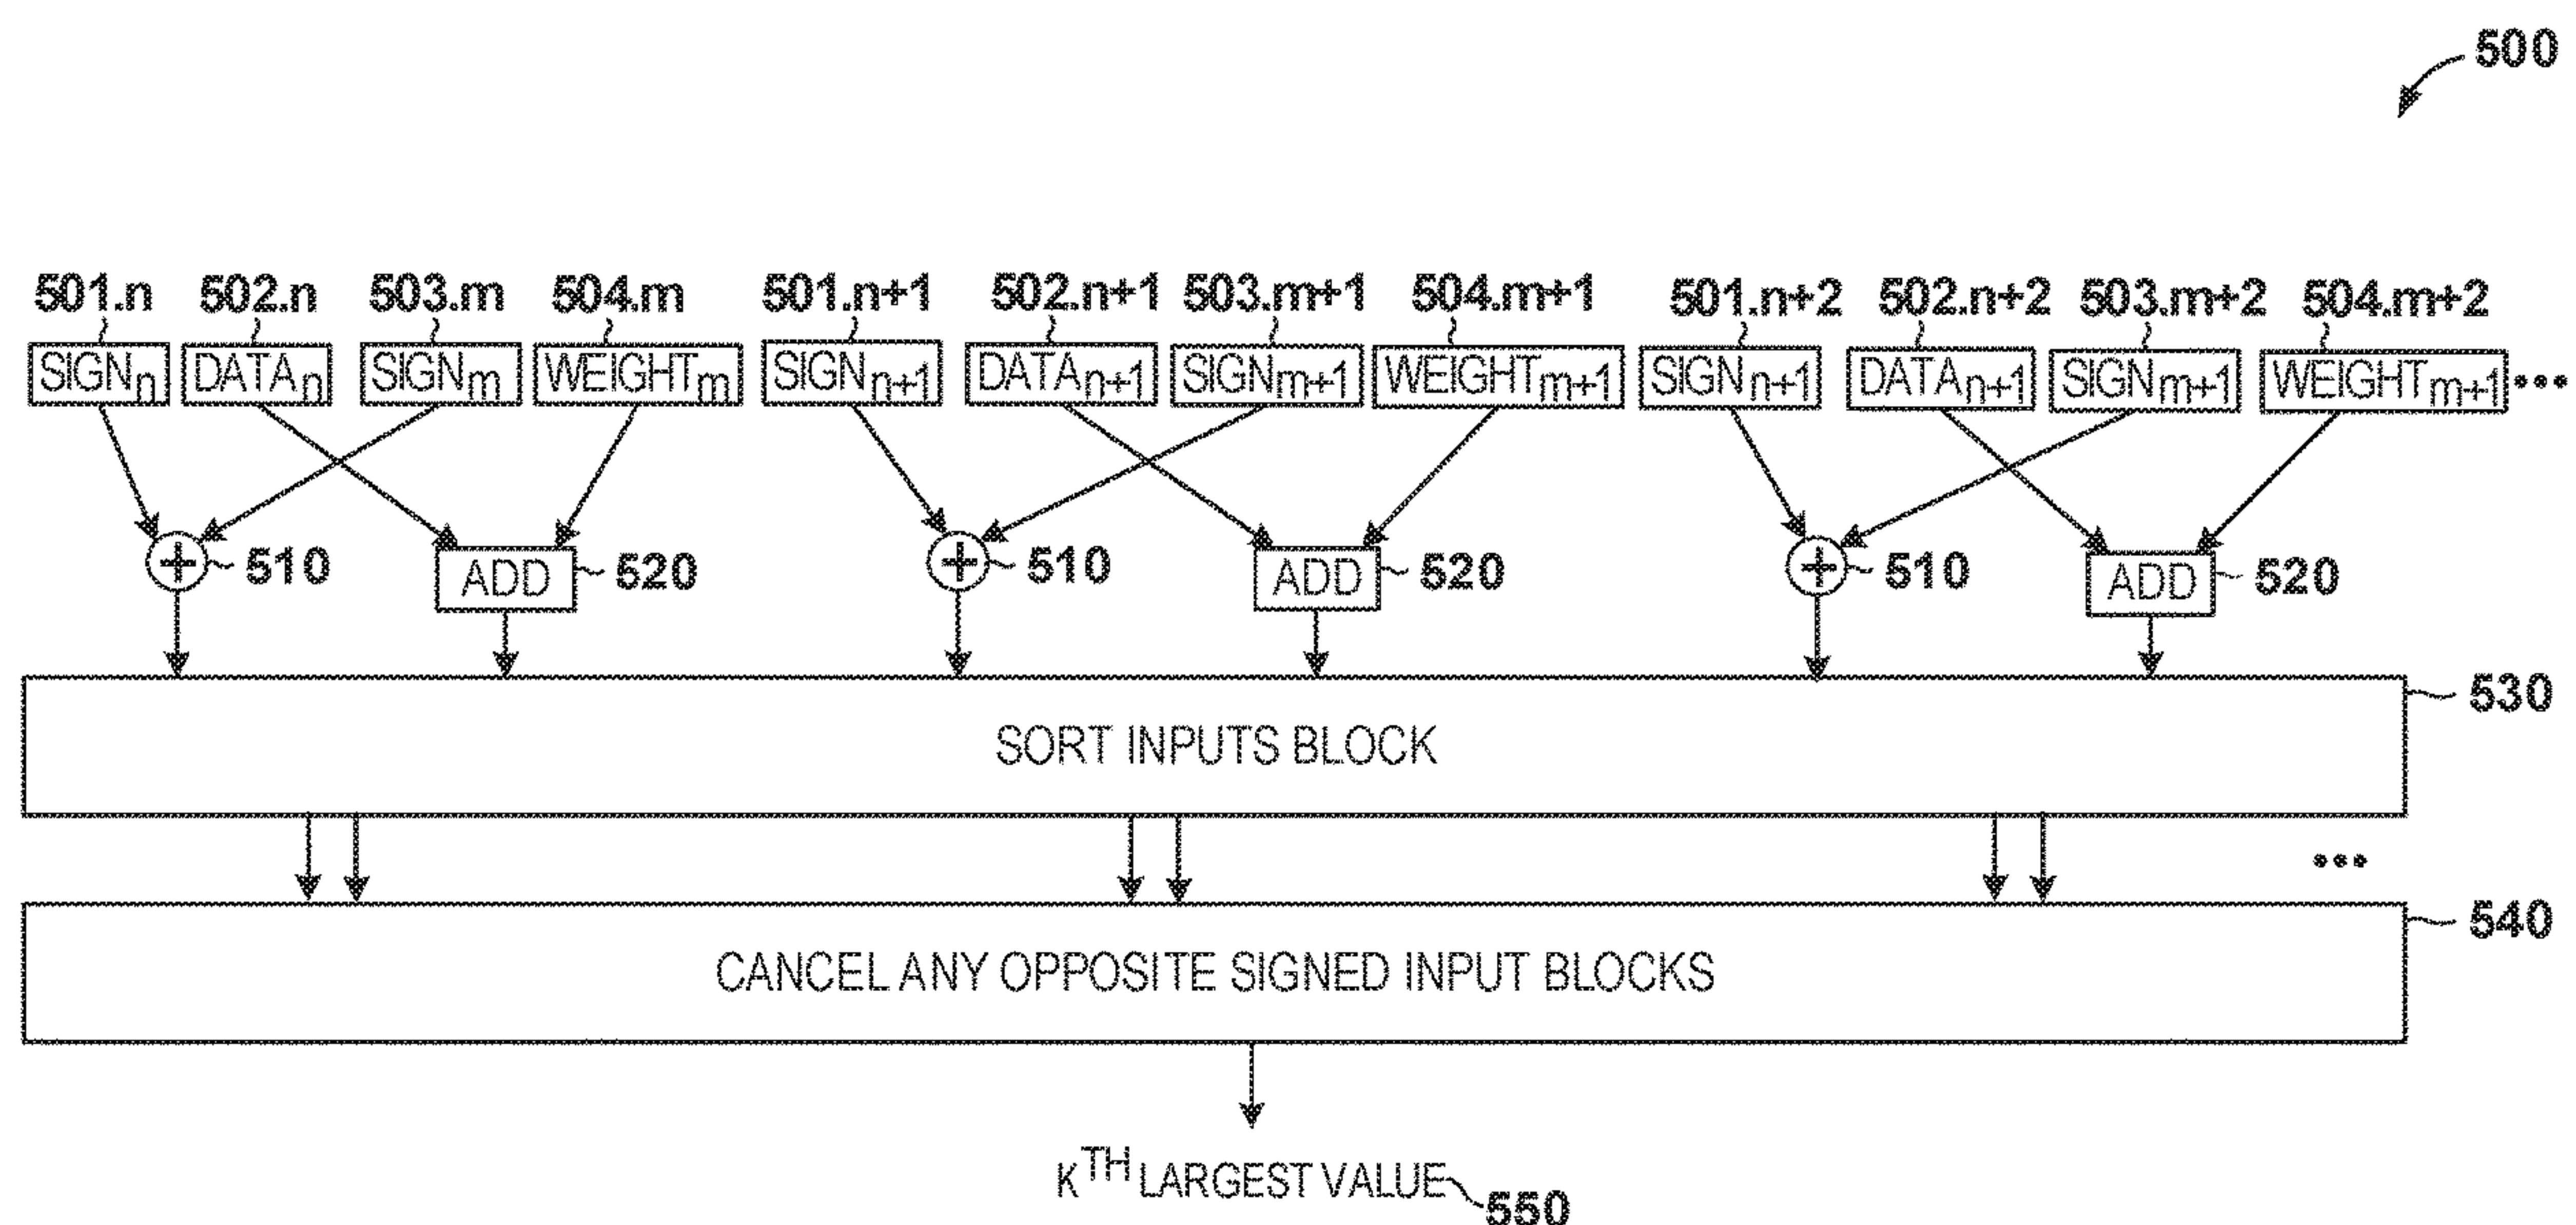 500
501.n 502.n 503.m 504.m 501.n+1 502.n+1 503.m+1 504.m+1 501.n+2 502.n+2 503.m+2 504.m+2
SIGNn DATAn SIGNm WEIGHTm SIGNn+1 DATAn+1 SIGNm+1 WEIGHTm+1 SIGNn+1 DATAn+1 SIGNm+1 WEIGHTm+1 •••
+ 510 ADD 520 + 510 ADD 520 + 510 ADD 520
530
SORT INPUTS BLOCK
•••
540
CANCEL ANY OPPOSITE SIGNED INPUT BLOCKS
KTH LARGEST VALUE 550